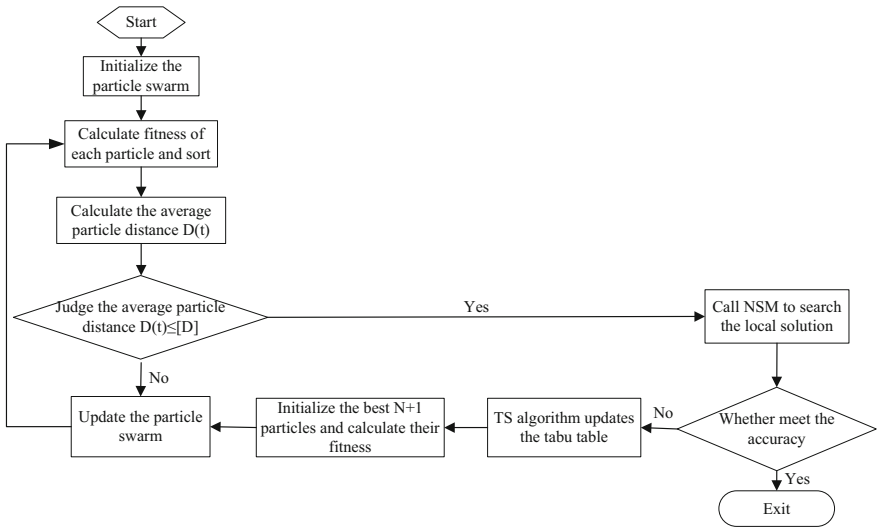 Start
Initialize the
particle swarm
Calculate fitness of
each particle and sort
Calculate the average
particle distance D(t)
Judge the average particle
distance D(t)≤[D]
Yes
Call NSM to search
the local solution
No
Update the particle
swarm
Initialize the best N+1
particles and calculate their
fitness
TS algorithm updates
the tabu table
No
Whether meet the
accuracy
Yes
Exit